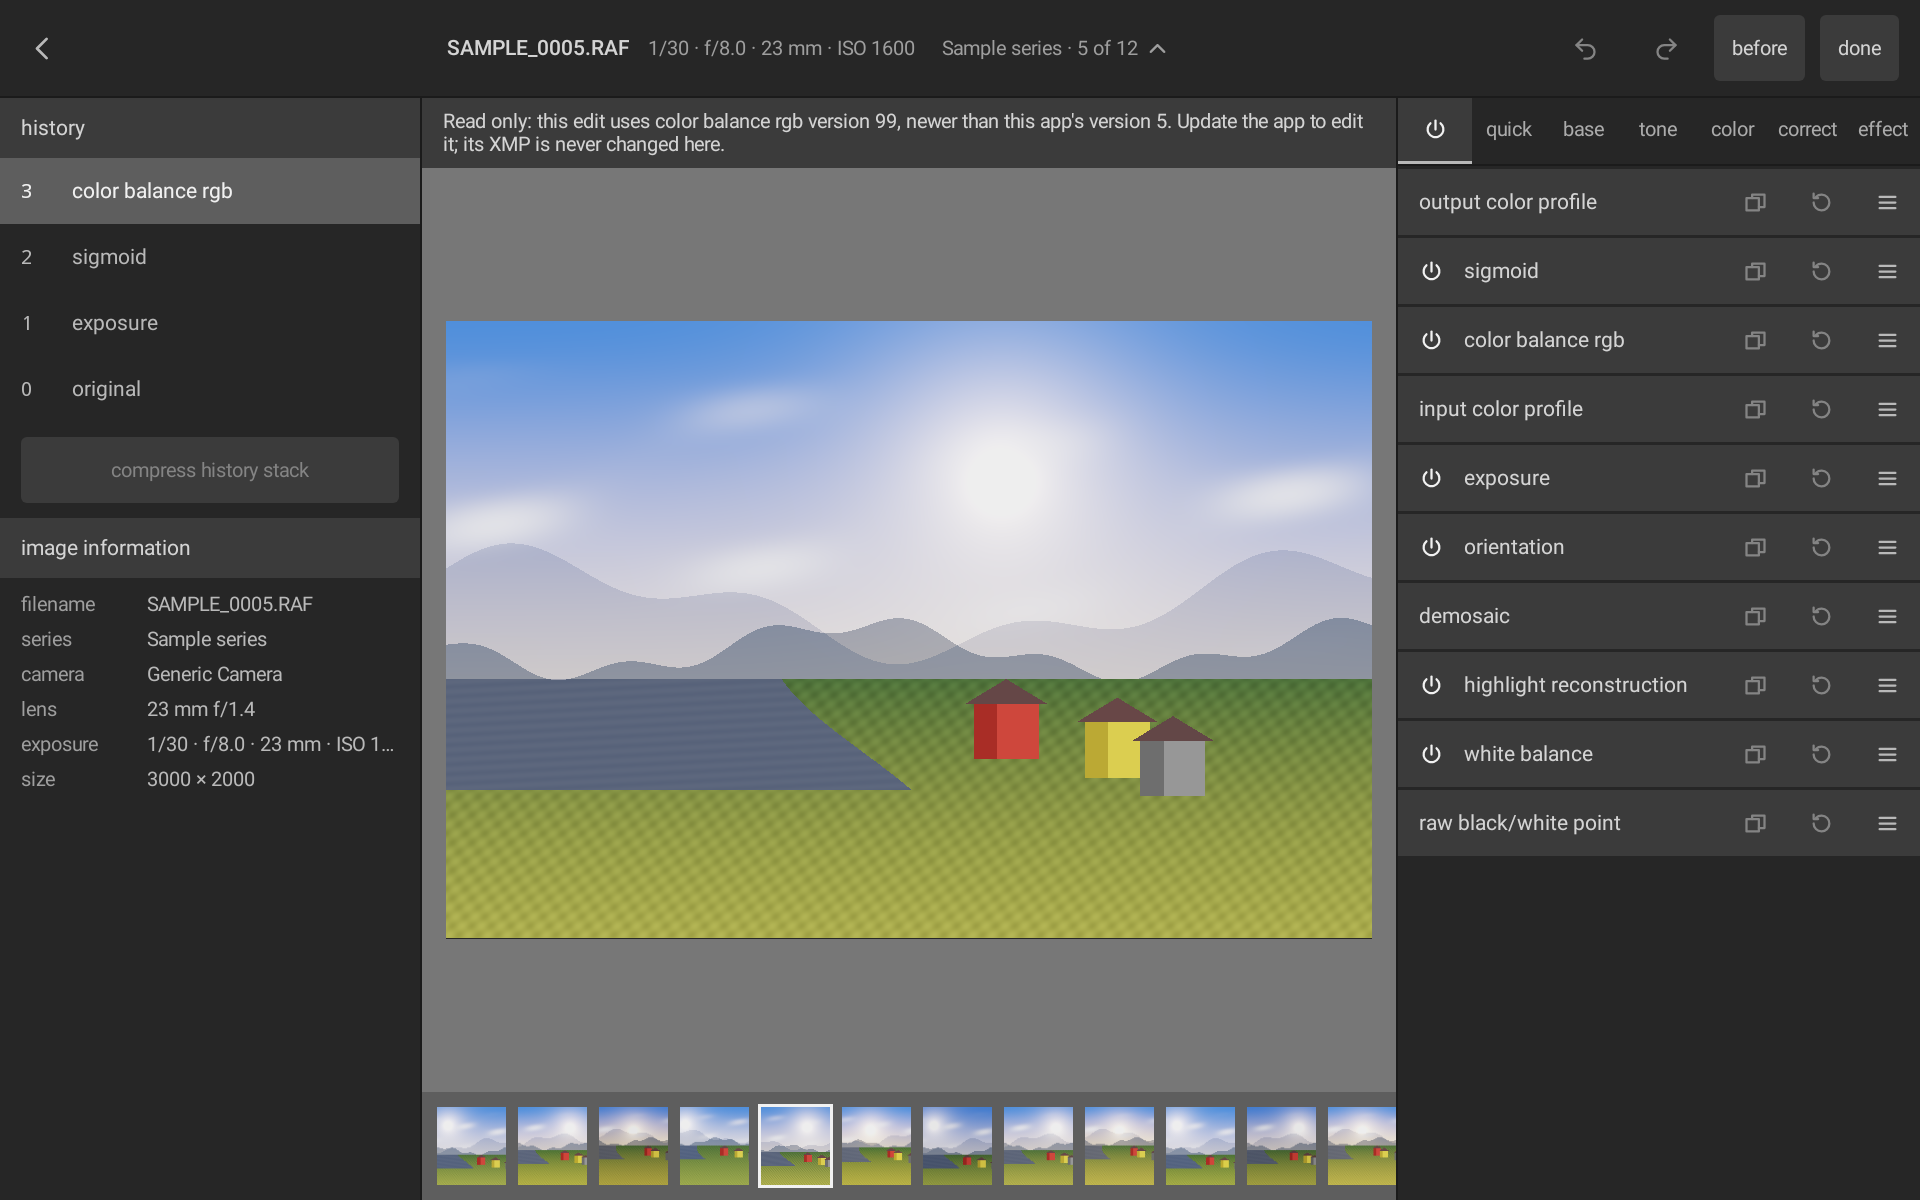 SAMPLE_0005.RAF 1/30 · f/8.0 · 23 mm · ISO 1600 Sample series · 5 of 12
before
done
history
3 color balance rgb
2 sigmoid
1 exposure
0 original
compress history stack
image information
filename SAMPLE_0005.RAF
series Sample series
camera Generic Camera
lens 23 mm f/1.4
exposure 1/30 · f/8.0 · 23 mm · ISO 1...
size 3000 × 2000
Read only: this edit uses color balance rgb version 99, newer than this app's version 5. Update the app to edit
it; its XMP is never changed here.
quick base tone color correct effect
output color profile
sigmoid
color balance rgb
input color profile
exposure
orientation
demosaic
highlight reconstruction
white balance
raw black/white point